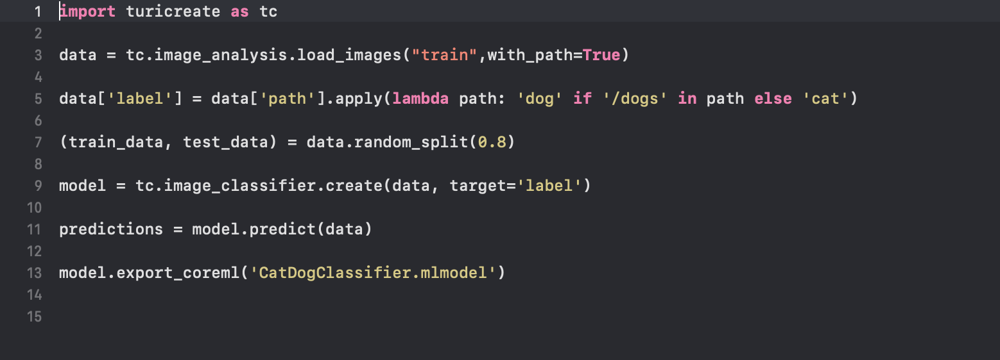 1 import turicreate as tc
2
3 data = tc.image_analysis.load_images("train",with_path=True)
4
5 data['label'] = data['path'].apply(lambda path: 'dog' if '/dogs' in path else 'cat')
6
7 (train_data, test_data) = data.random_split(0.8)
8
9 model = tc.image_classifier.create(data, target='label')
10
11 predictions = model.predict(data)
12
13 model.export_coreml('CatDogClassifier.mlmodel')
14
15